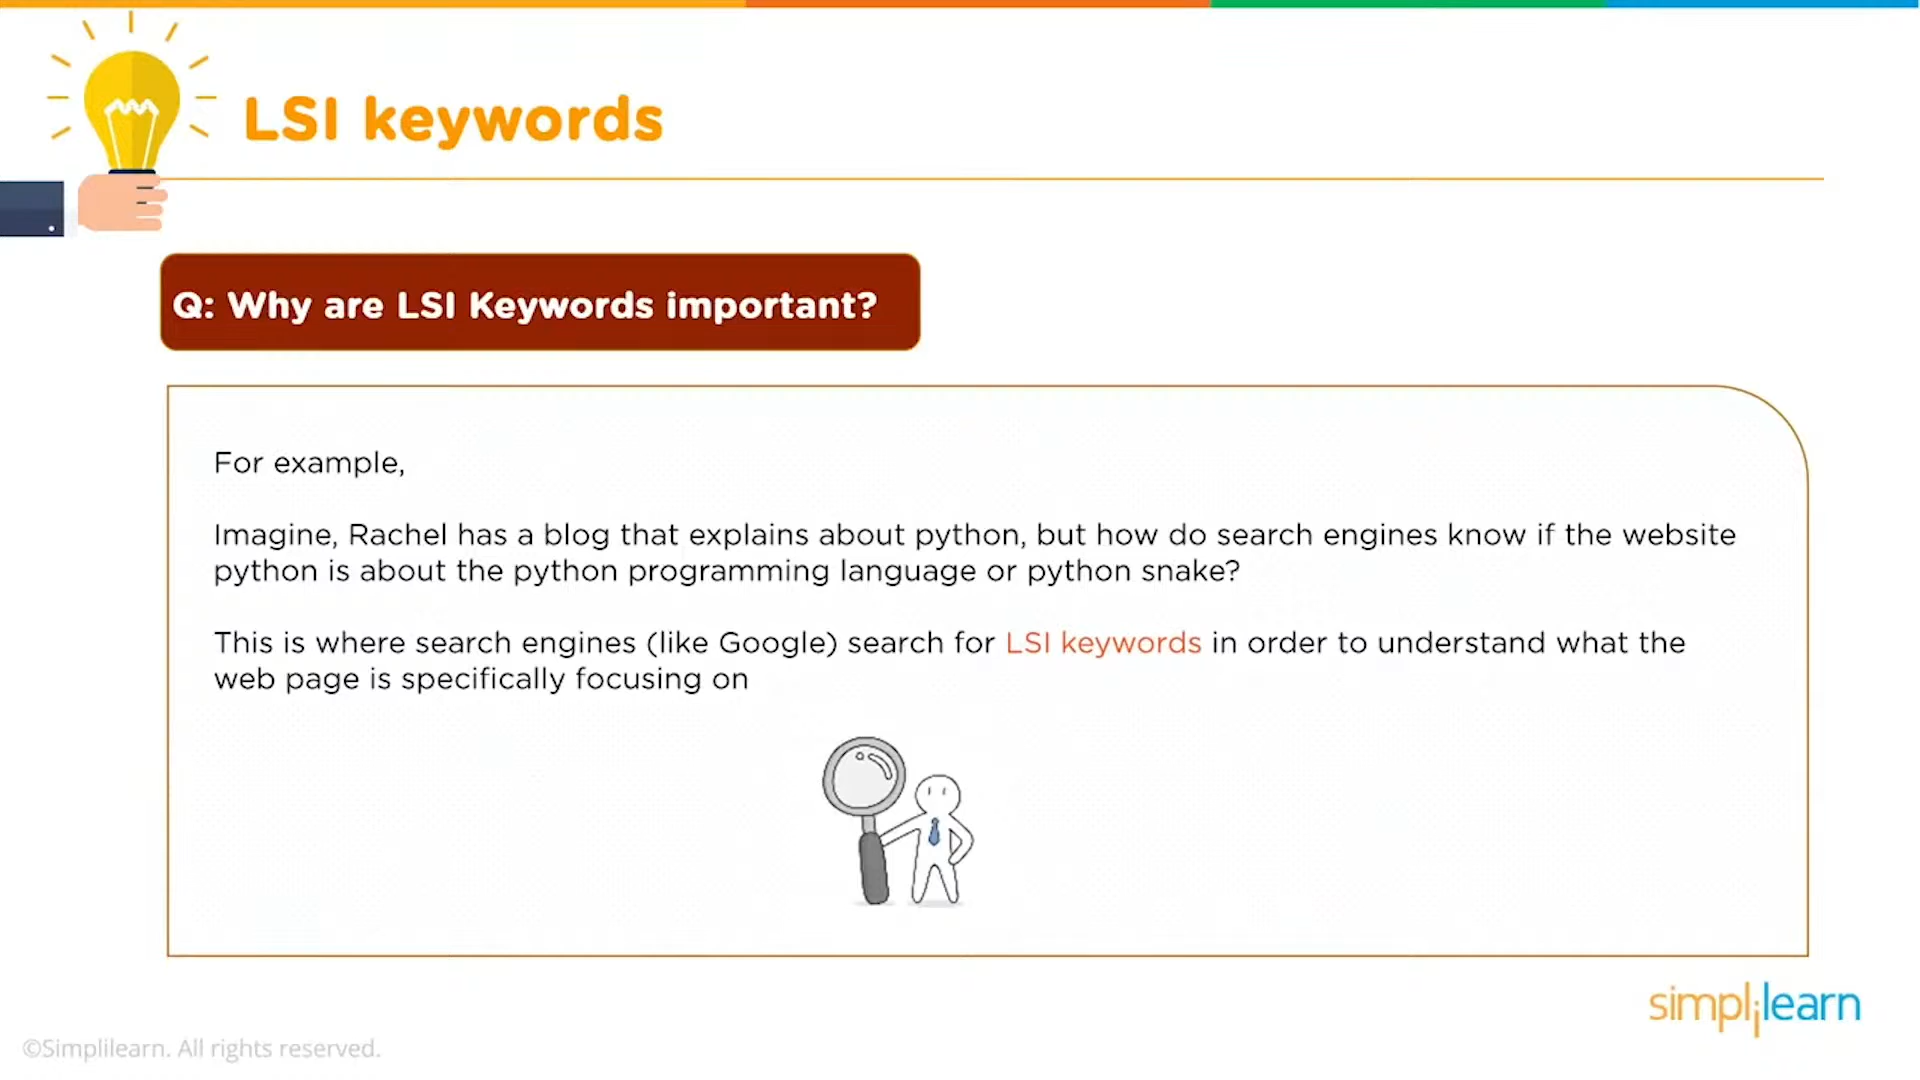 LSI keywords
Q: Why are LSI Keywords important?
For example,
Imagine, Rachel has a blog that explains about python, but how do search engines know if the website
python is about the python programming language or python snake?
This is where search engines (like Google) search for LSI keywords in order to understand what the
web page is specifically focusing on
simplilearn
©Simplilearn. All rights reserved.